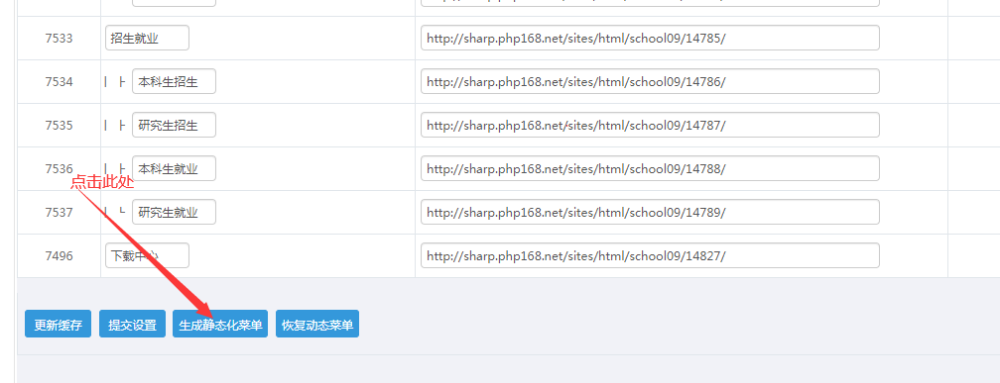 7533 招生就业 http://sharp.php168.net/sites/html/school09/14785/
7534 本科生招生 http://sharp.php168.net/sites/html/school09/14786/
7535 研究生招生 http://sharp.php168.net/sites/html/school09/14787/
7536 本科生就业 http://sharp.php168.net/sites/html/school09/14788/
点击此处
7537 研究生就业 http://sharp.php168.net/sites/html/school09/14789/
7496 下载中心 http://sharp.php168.net/sites/html/school09/14827/
更新缓存 提交设置 生成静态化菜单 恢复动态菜单